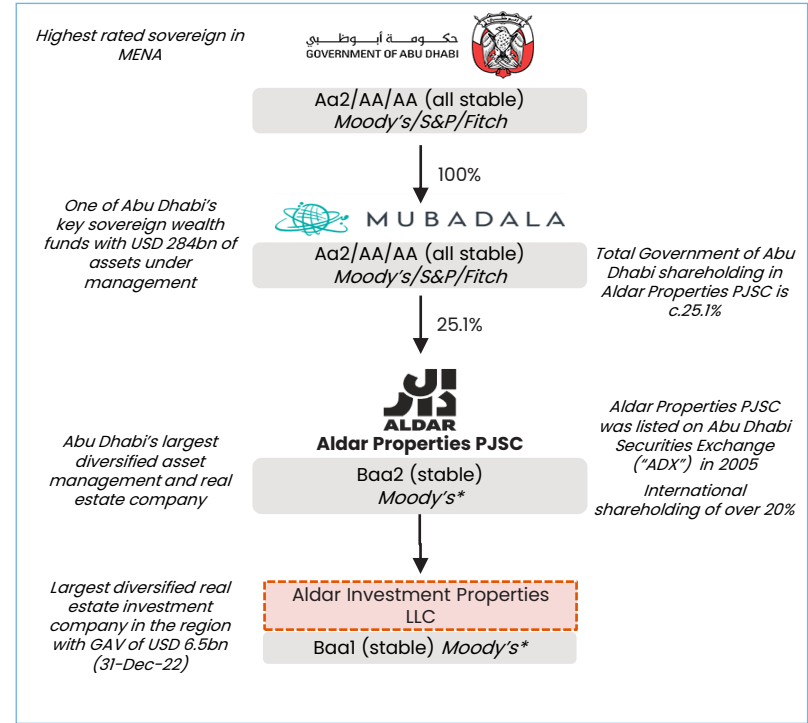 Highest rated sovereign in
MENA
حكومة أبوظبي
GOVERNMENT OF ABU DHABI
Aa2/AA/AA (all stable)
Moody's/S&P/Fitch
100%
One of Abu Dhabi's
key sovereign wealth
funds with USD 284bn of
assets under
management
MUBADALA
Aa2/AA/AA (all stable)
Moody's/S&P/Fitch
Total Government of Abu
Dhabi shareholding in
Aldar Properties PJSC is
c.25.1%
25.1%
الدار
ALDAR
Aldar Properties PJSC
Abu Dhabi's largest
diversified asset
management and real
estate company
Baa2 (stable)
Moody's*
Aldar Properties PJSC
was listed on Abu Dhabi
Securities Exchange
("ADX") in 2005
International
shareholding of over 20%
Largest diversified real
estate investment
company in the region
with GAV of USD 6.5bn
(31-Dec-22)
Aldar Investment Properties
LLC
Baa1 (stable) Moody's*